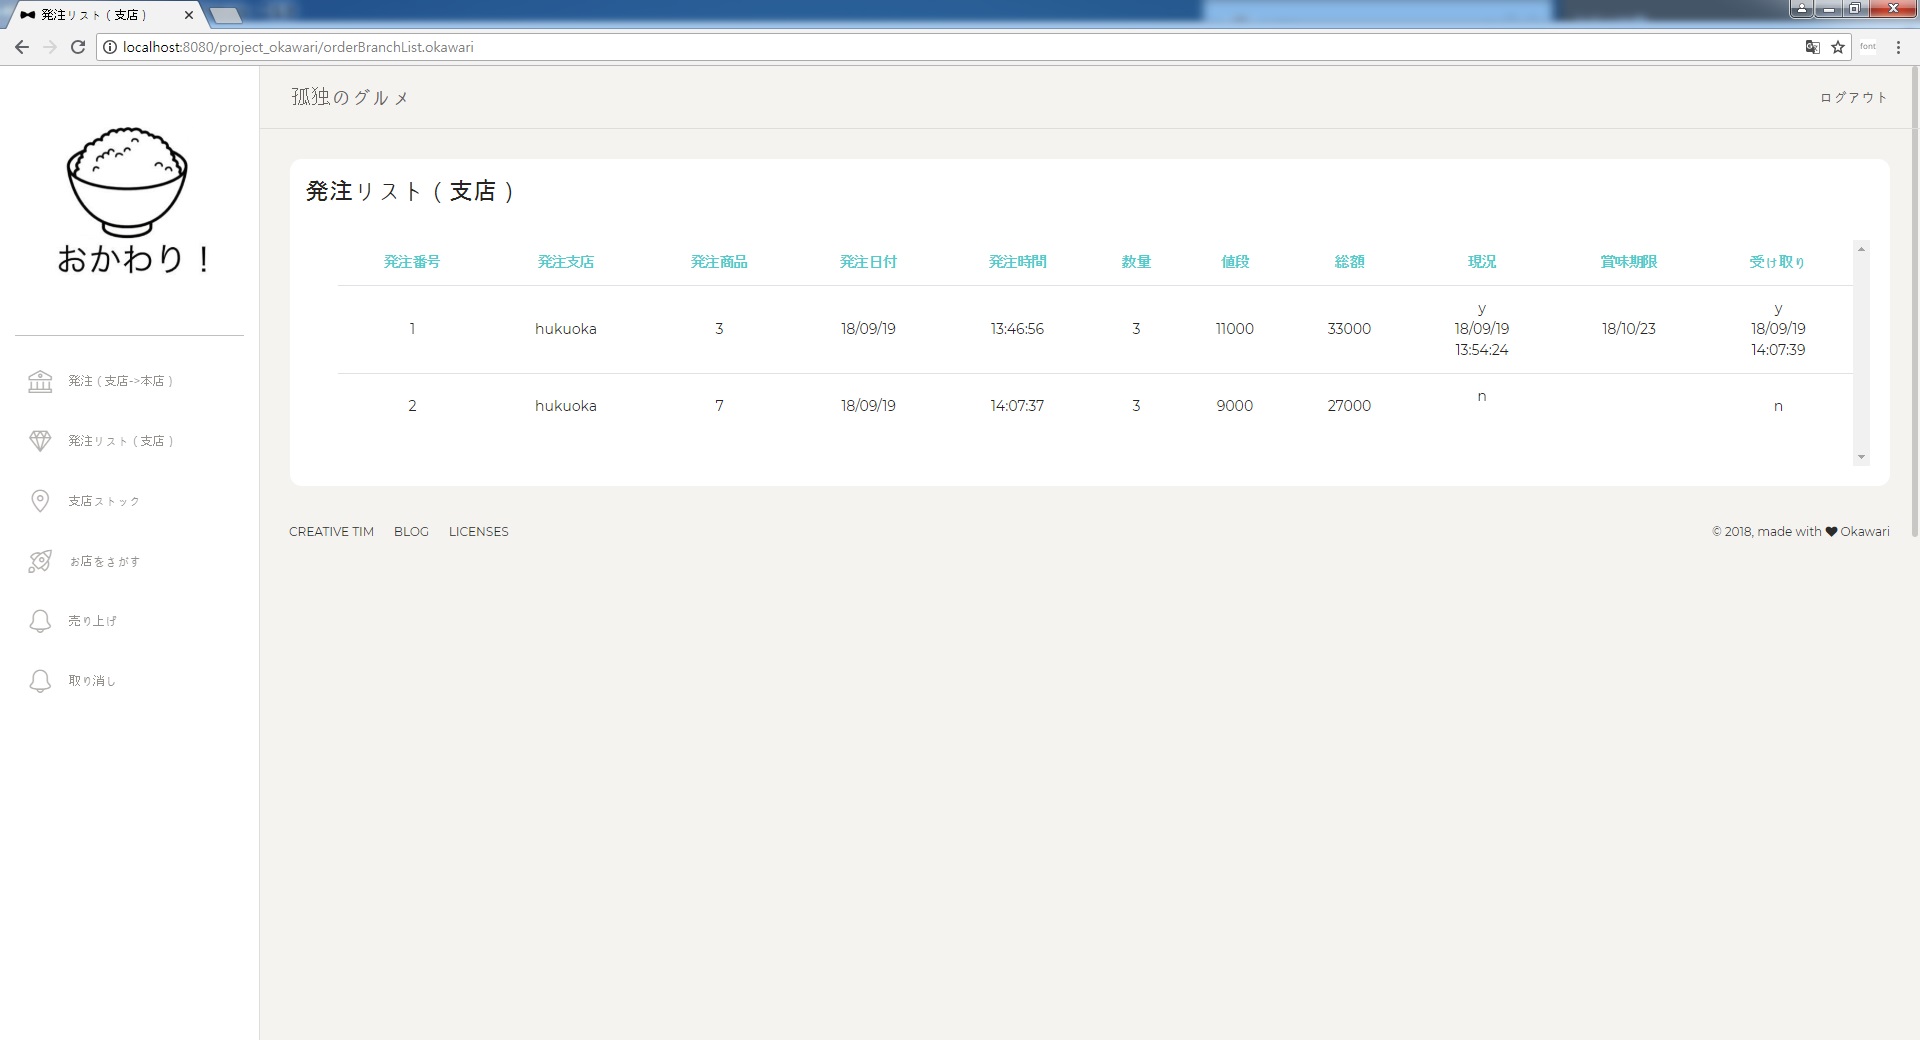 発注リスト ( 支店 )
localhost:8080/project_okawari/orderBranchList.okawari
font
おかわり！
発注 ( 支店->本店 )
発注リスト ( 支店 )
支店ストック
お店をさがす
売り上げ
取り消し
孤独のグルメ
ログアウト
発注リスト ( 支店 )
発注番号 発注支店 発注商品 発注日付 発注時間 数量 値段 総額 現況 賞味期限 受け取り
1 hukuoka 3 18/09/19 13:46:56 3 11000 33000 y 18/09/19 13:54:24 18/10/23 y 18/09/19 14:07:39
2 hukuoka 7 18/09/19 14:07:37 3 9000 27000 n n
CREATIVE TIM BLOG LICENSES
© 2018, made with ♥ Okawari